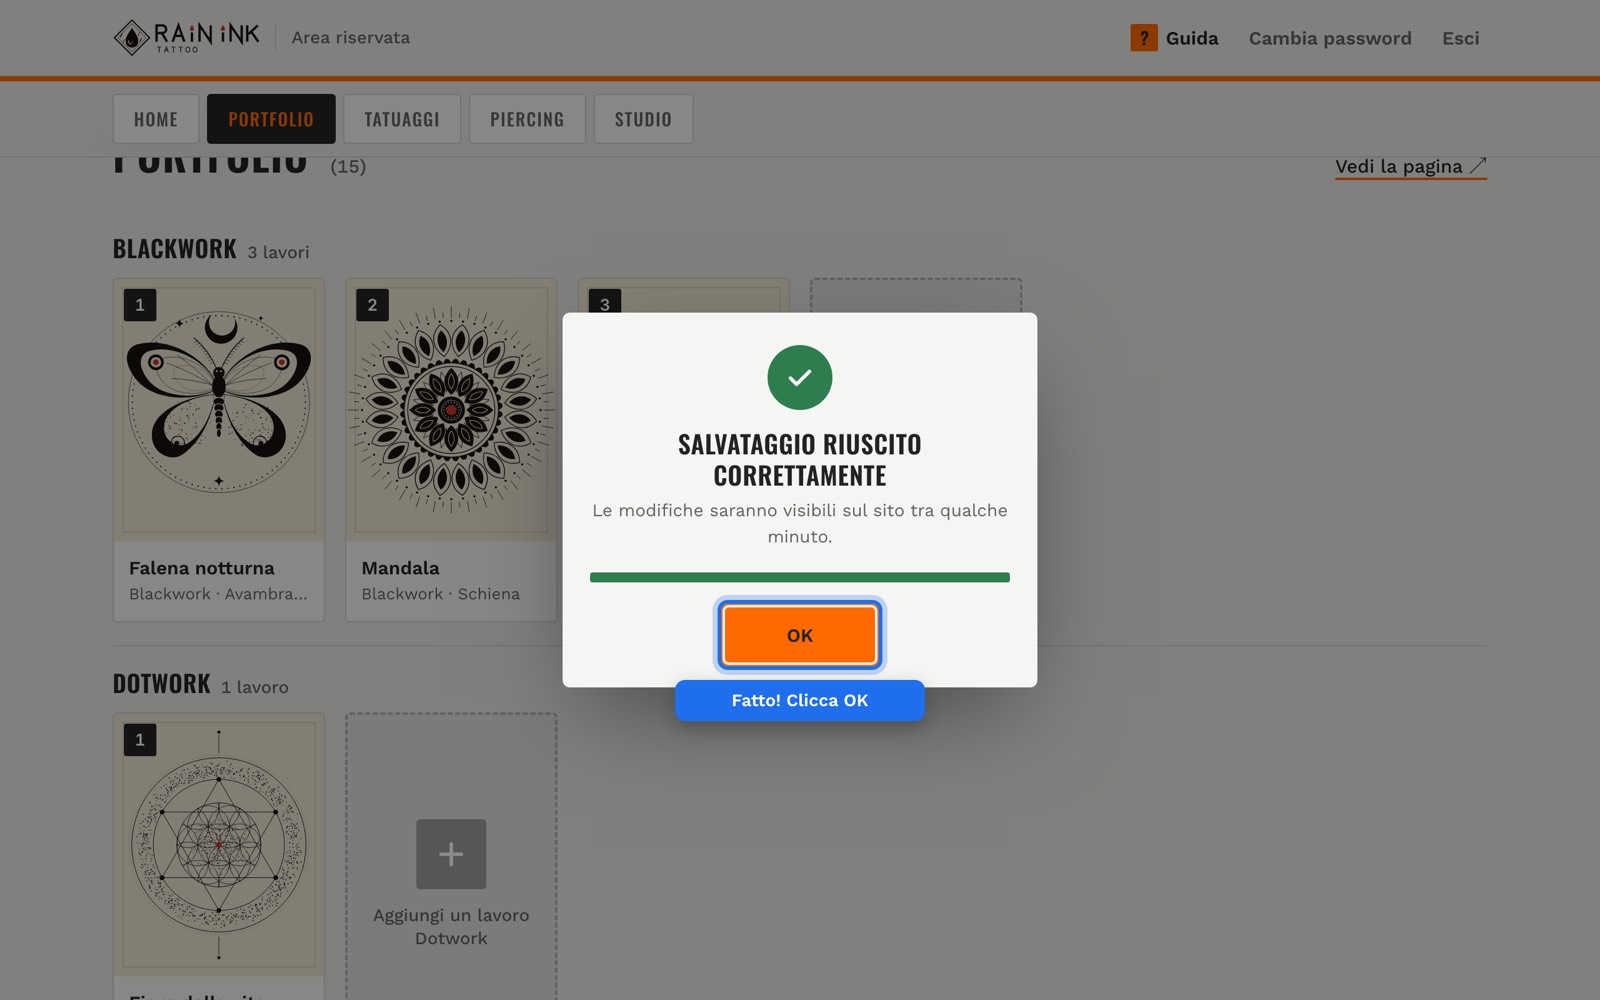 RAiN iNK
TATTOO
Area riservata
? Guida
Cambia password
Esci
HOME
PORTFOLIO
TATUAGGI
PIERCING
STUDIO
PORTFOLIO (15)
Vedi la pagina
BLACKWORK 3 lavori
1
2
3
Falena notturna
Blackwork · Avambra...
Mandala
Blackwork · Schiena
SALVATAGGIO RIUSCITO
CORRETTAMENTE
Le modifiche saranno visibili sul sito tra qualche
minuto.
OK
Fatto! Clicca OK
DOTWORK 1 lavoro
1
Aggiungi un lavoro
Dotwork